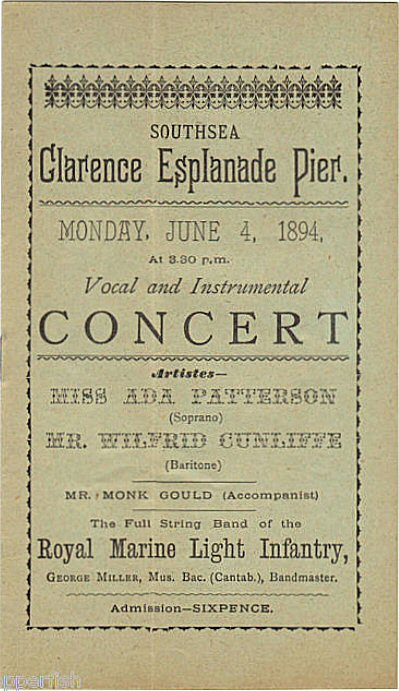 SOUTHSEA
Clarence Esplanade Pier.
MONDAY, JUNE 4, 1894,
At 3.30 p.m.
Vocal and Instrumental
CONCERT
Artistes—
MISS ADA PATTERSON
(Soprano)
MR. WILFRID CUNLIFFE
(Baritone)
MR. MONK GOULD (Accompanist)
The Full String Band of the
Royal Marine Light Infantry,
GEORGE MILLER, Mus. Bac. (Cantab.), Bandmaster.
Admission—SIXPENCE.
pperfish